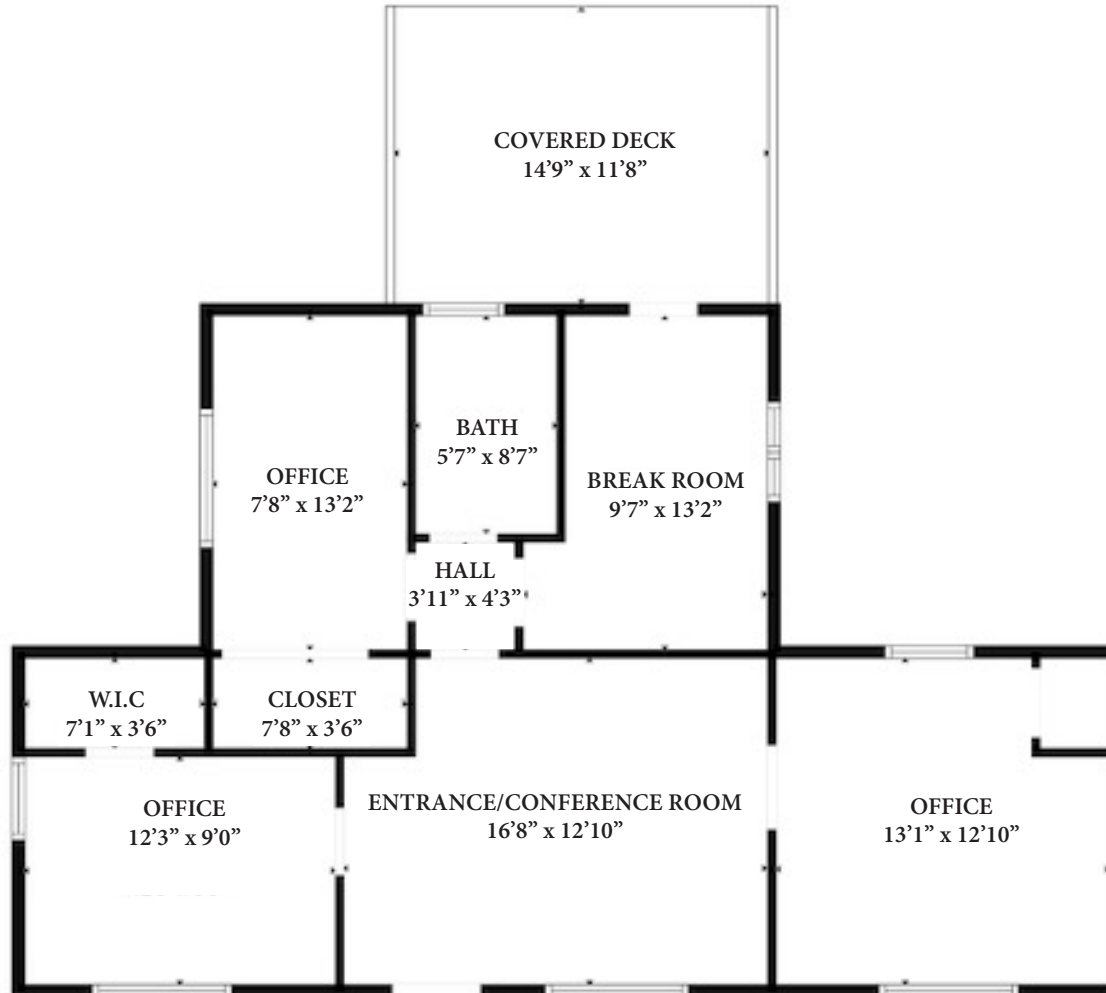 COVERED DECK
14’9” x 11’8”
BATH
5’7” x 8’7”
OFFICE
7’8” x 13’2”
BREAK ROOM
9’7” x 13’2”
HALL
3’11” x 4’3”
W.I.C
7’1” x 3’6”
CLOSET
7’8” x 3’6”
OFFICE
12’3” x 9’0”
ENTRANCE/CONFERENCE ROOM
16’8” x 12’10”
OFFICE
13’1” x 12’10”